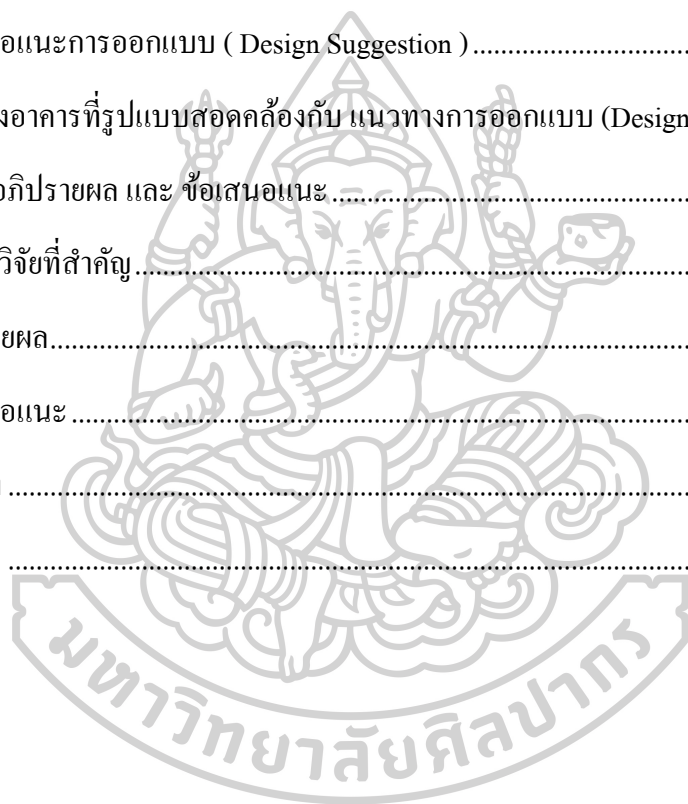 อแนะการออกแบบ ( Design Suggestion )................................
งอาคารที่รูปแบบสอดคล้องกับ แนวทางการออกแบบ (Design
อภิปรายผล และ ข้อเสนอแนะ................................
วิจัยที่สำคัญ................................
ยผล................................
อแนะ................................
................................
................................
มหาวิทยาลัยศิลปากร